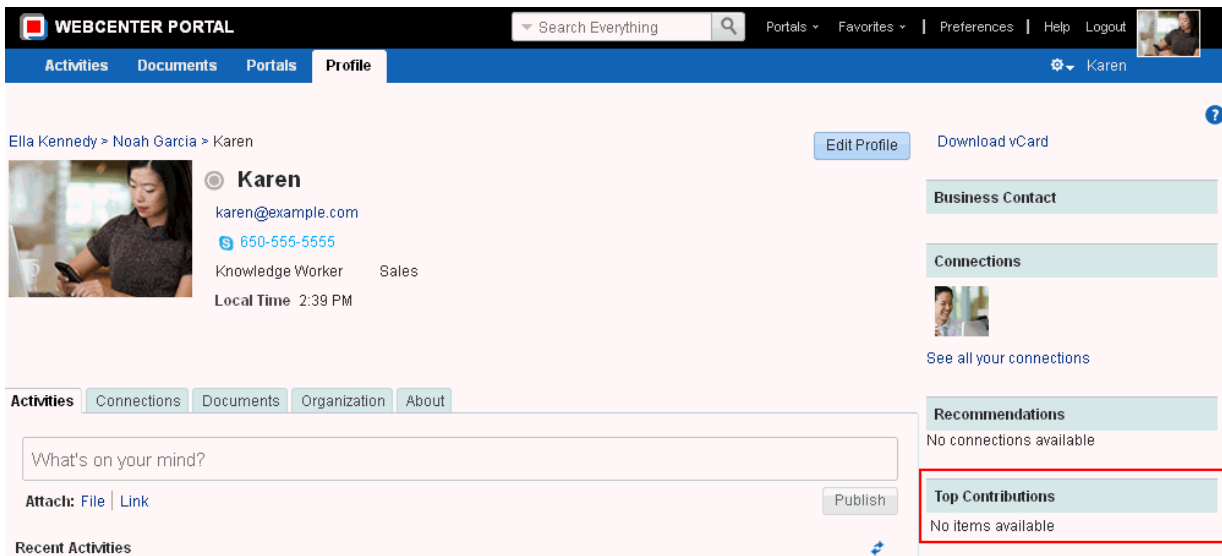 WEBCENTER PORTAL
Search Everything
Portals Favorites | Preferences | Help Logout
Activities Documents Portals Profile
Karen
Ella Kennedy > Noah Garcia > Karen
Edit Profile
Download vCard
Karen
karen@example.com
650-555-5555
Knowledge Worker Sales
Local Time 2:39 PM
Business Contact
Connections
See all your connections
Activities Connections Documents Organization About
What's on your mind?
Attach: File | Link
Publish
Recent Activities
Recommendations
No connections available
Top Contributions
No items available